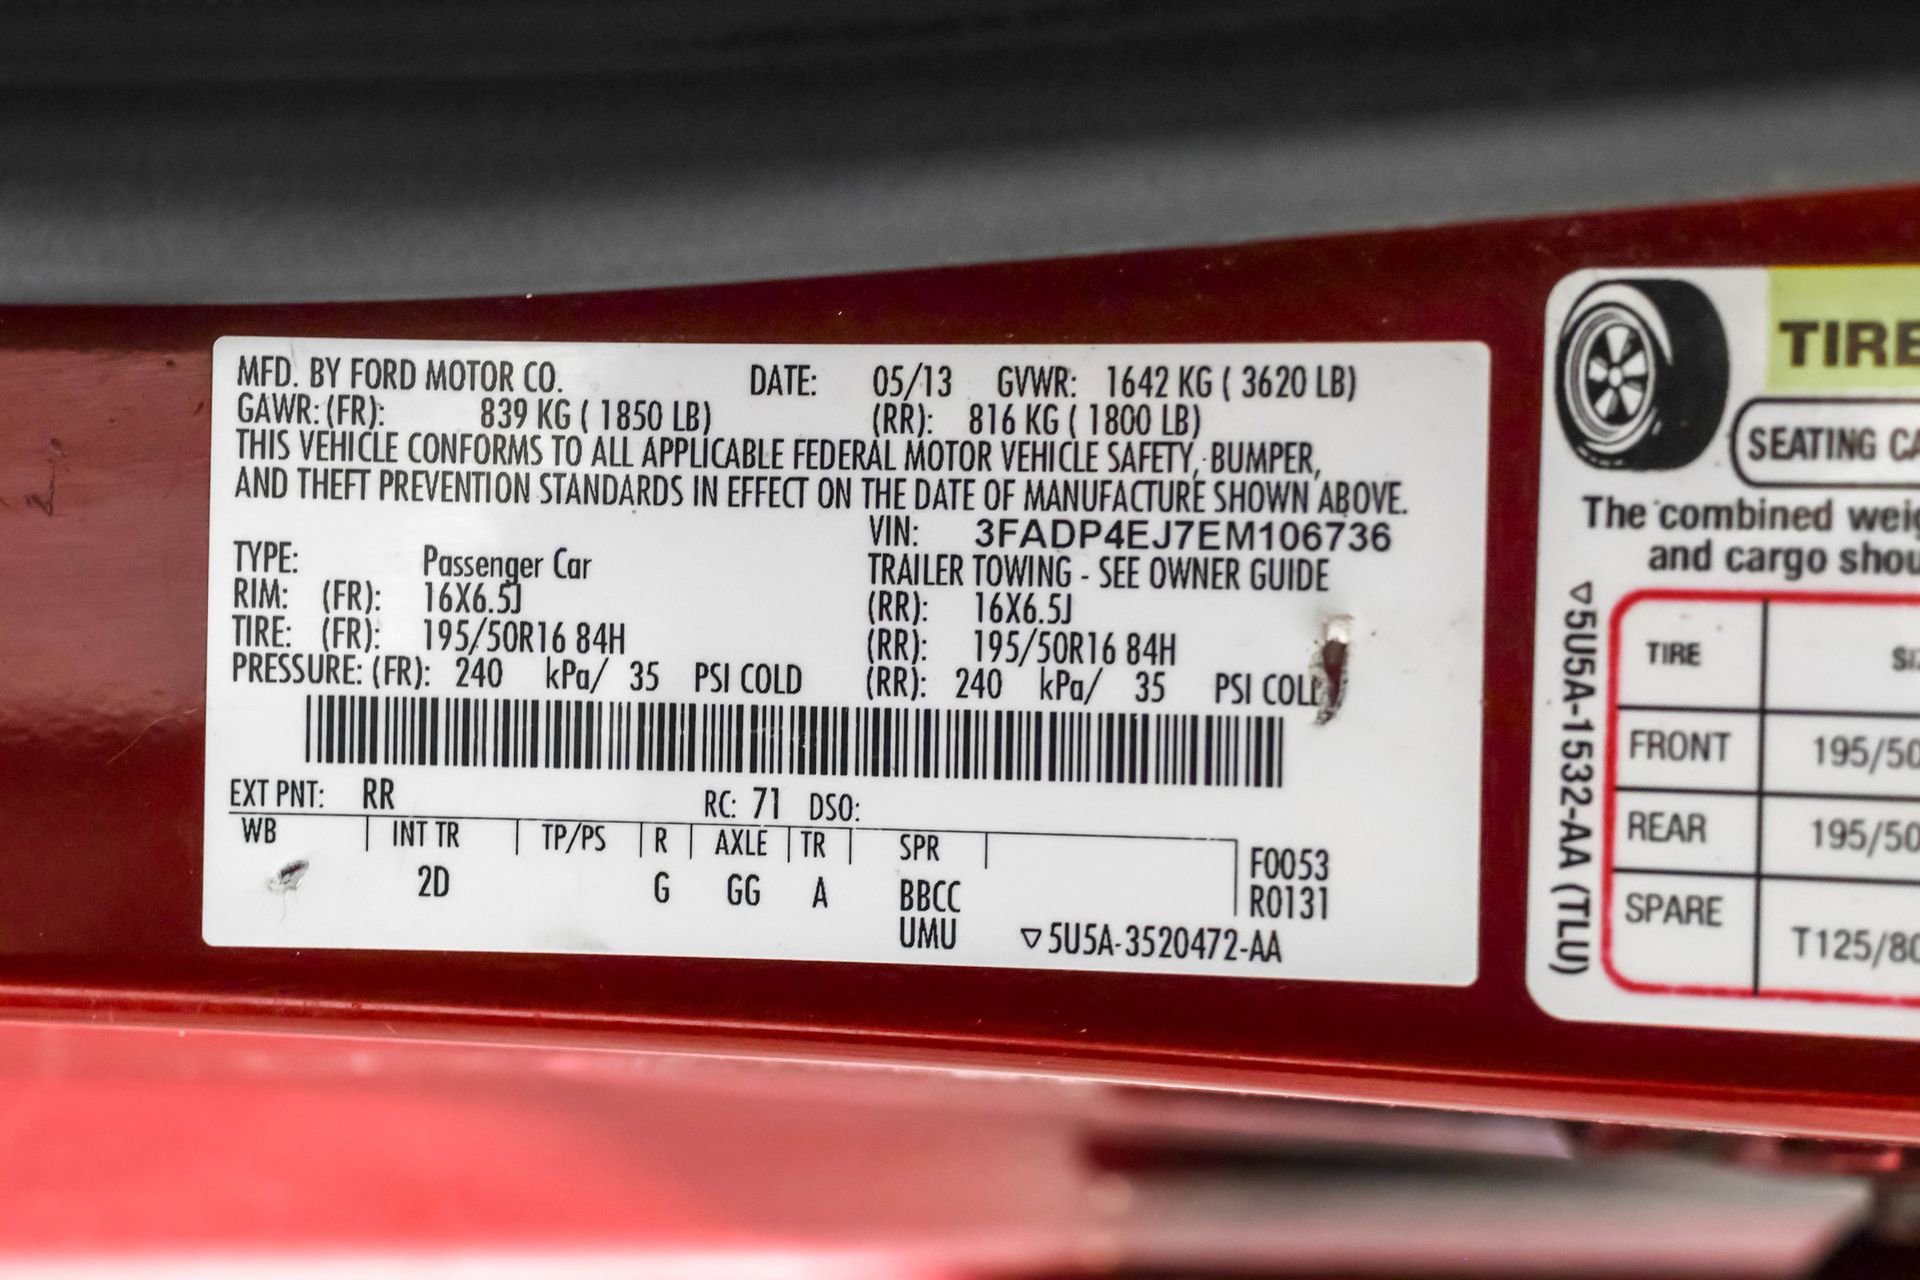 MFD. BY FORD MOTOR CO. DATE: 05/13 GVWR: 1642 KG ( 3620 LB)
GAWR: (FR): 839 KG ( 1850 LB) (RR): 816 KG ( 1800 LB)
THIS VEHICLE CONFORMS TO ALL APPLICABLE FEDERAL MOTOR VEHICLE SAFETY, BUMPER,
AND THEFT PREVENTION STANDARDS IN EFFECT ON THE DATE OF MANUFACTURE SHOWN ABOVE.
VIN: 3FADP4EJ7EM106736
TYPE: Passenger Car TRAILER TOWING - SEE OWNER GUIDE
RIM: (FR): 16X6.5J (RR): 16X6.5J
TIRE: (FR): 195/50R16 84H (RR): 195/50R16 84H
PRESSURE: (FR): 240 kPa/ 35 PSI COLD (RR): 240 kPa/ 35 PSI COLD
EXT PNT: RR RC: 71 DSO:
WB INT TR TP/PS R AXLE TR SPR
2D G GG A BBCC
UMU
F0053
R0131
▽5U5A-3520472-AA
TIRE
SEATING CA
The combined weig
and cargo shou
▽5U5A-1532-AA (TLU)
TIRE SI
FRONT 195/50
REAR 195/50
SPARE T125/80